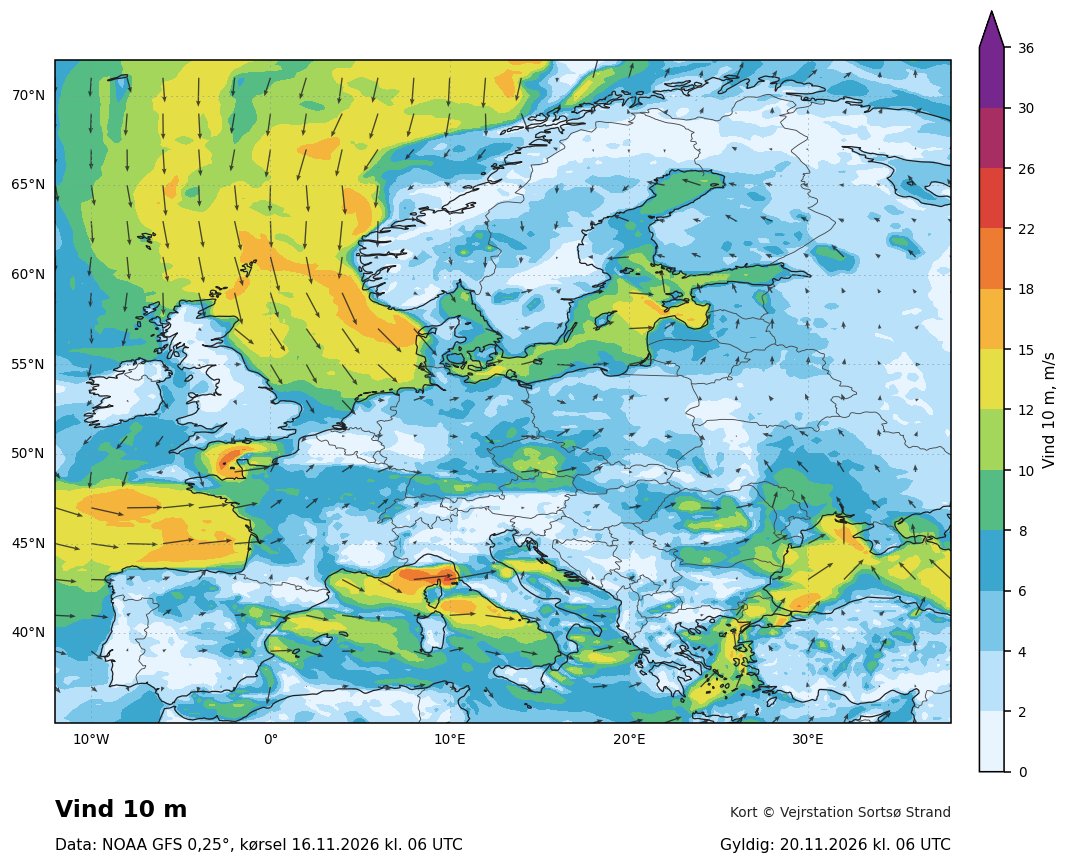 36
30
26
22
18
15
12
10
8
6
4
2
0
Vind 10 m, m/s
70°N
65°N
60°N
55°N
50°N
45°N
40°N
10°W
0°
10°E
20°E
30°E
Vind 10 m
Kort © Vejrstation Sortsø Strand
Data: NOAA GFS 0,25°, kørsel 16.11.2026 kl. 06 UTC
Gyldig: 20.11.2026 kl. 06 UTC